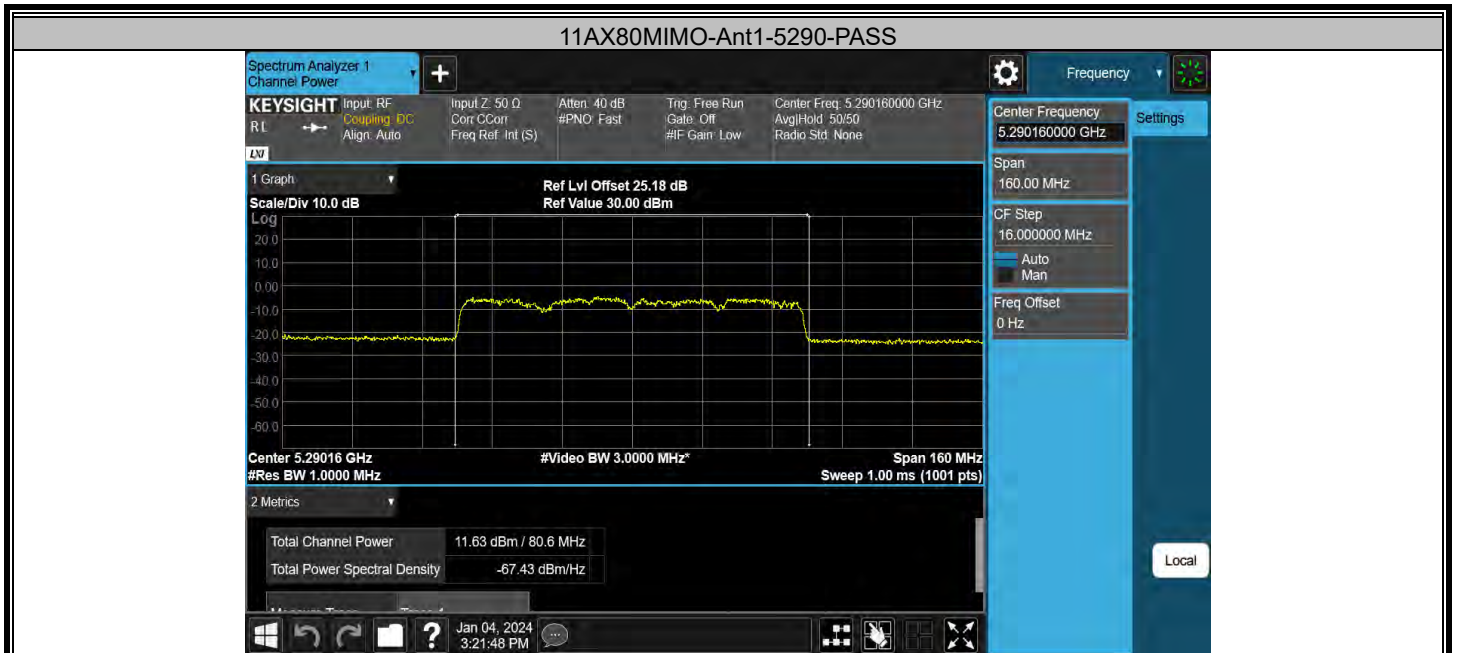 11AX80MIMO-Ant1-5290-PASS
Spectrum Analyzer 1
Channel Power
Frequency
KEYSIGHT
RL
LXI
Input: RF
Coupling: DC
Align: Auto
Input Z: 50 Ω
Corr CCorr
Freq Ref: Int (S)
Atten: 40 dB
#PNO: Fast
Trig: Free Run
Gate: Off
#IF Gain: Low
Center Freq: 5.290160000 GHz
Avg|Hold: 50/50
Radio Std: None
Center Frequency
5.290160000 GHz
Settings
Span
160.00 MHz
CF Step
16.000000 MHz
Auto
Man
Freq Offset
0 Hz
1 Graph
Scale/Div 10.0 dB
Ref Lvl Offset 25.18 dB
Ref Value 30.00 dBm
Log
20.0
10.0
0.00
-10.0
-20.0
-30.0
-40.0
-50.0
-60.0
Center 5.29016 GHz
#Video BW 3.0000 MHz*
Span 160 MHz
#Res BW 1.0000 MHz
Sweep 1.00 ms (1001 pts)
2 Metrics
Total Channel Power 11.63 dBm / 80.6 MHz
Total Power Spectral Density -67.43 dBm/Hz
Local
Jan 04, 2024
3:21:48 PM